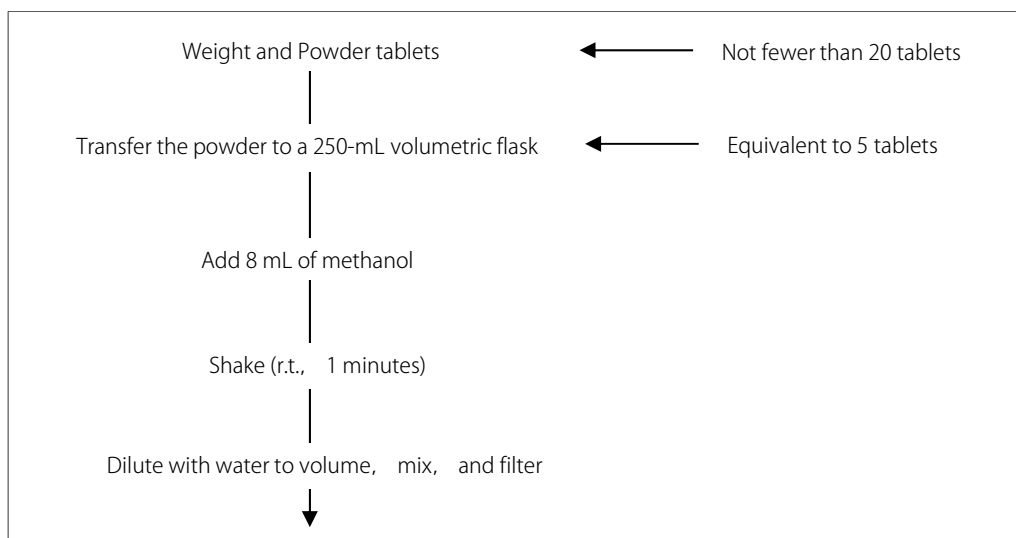 Weight and Powder tablets
Not fewer than 20 tablets
Transfer the powder to a 250-mL volumetric flask
Equivalent to 5 tablets
Add 8 mL of methanol
Shake (r.t., 1 minutes)
Dilute with water to volume, mix, and filter